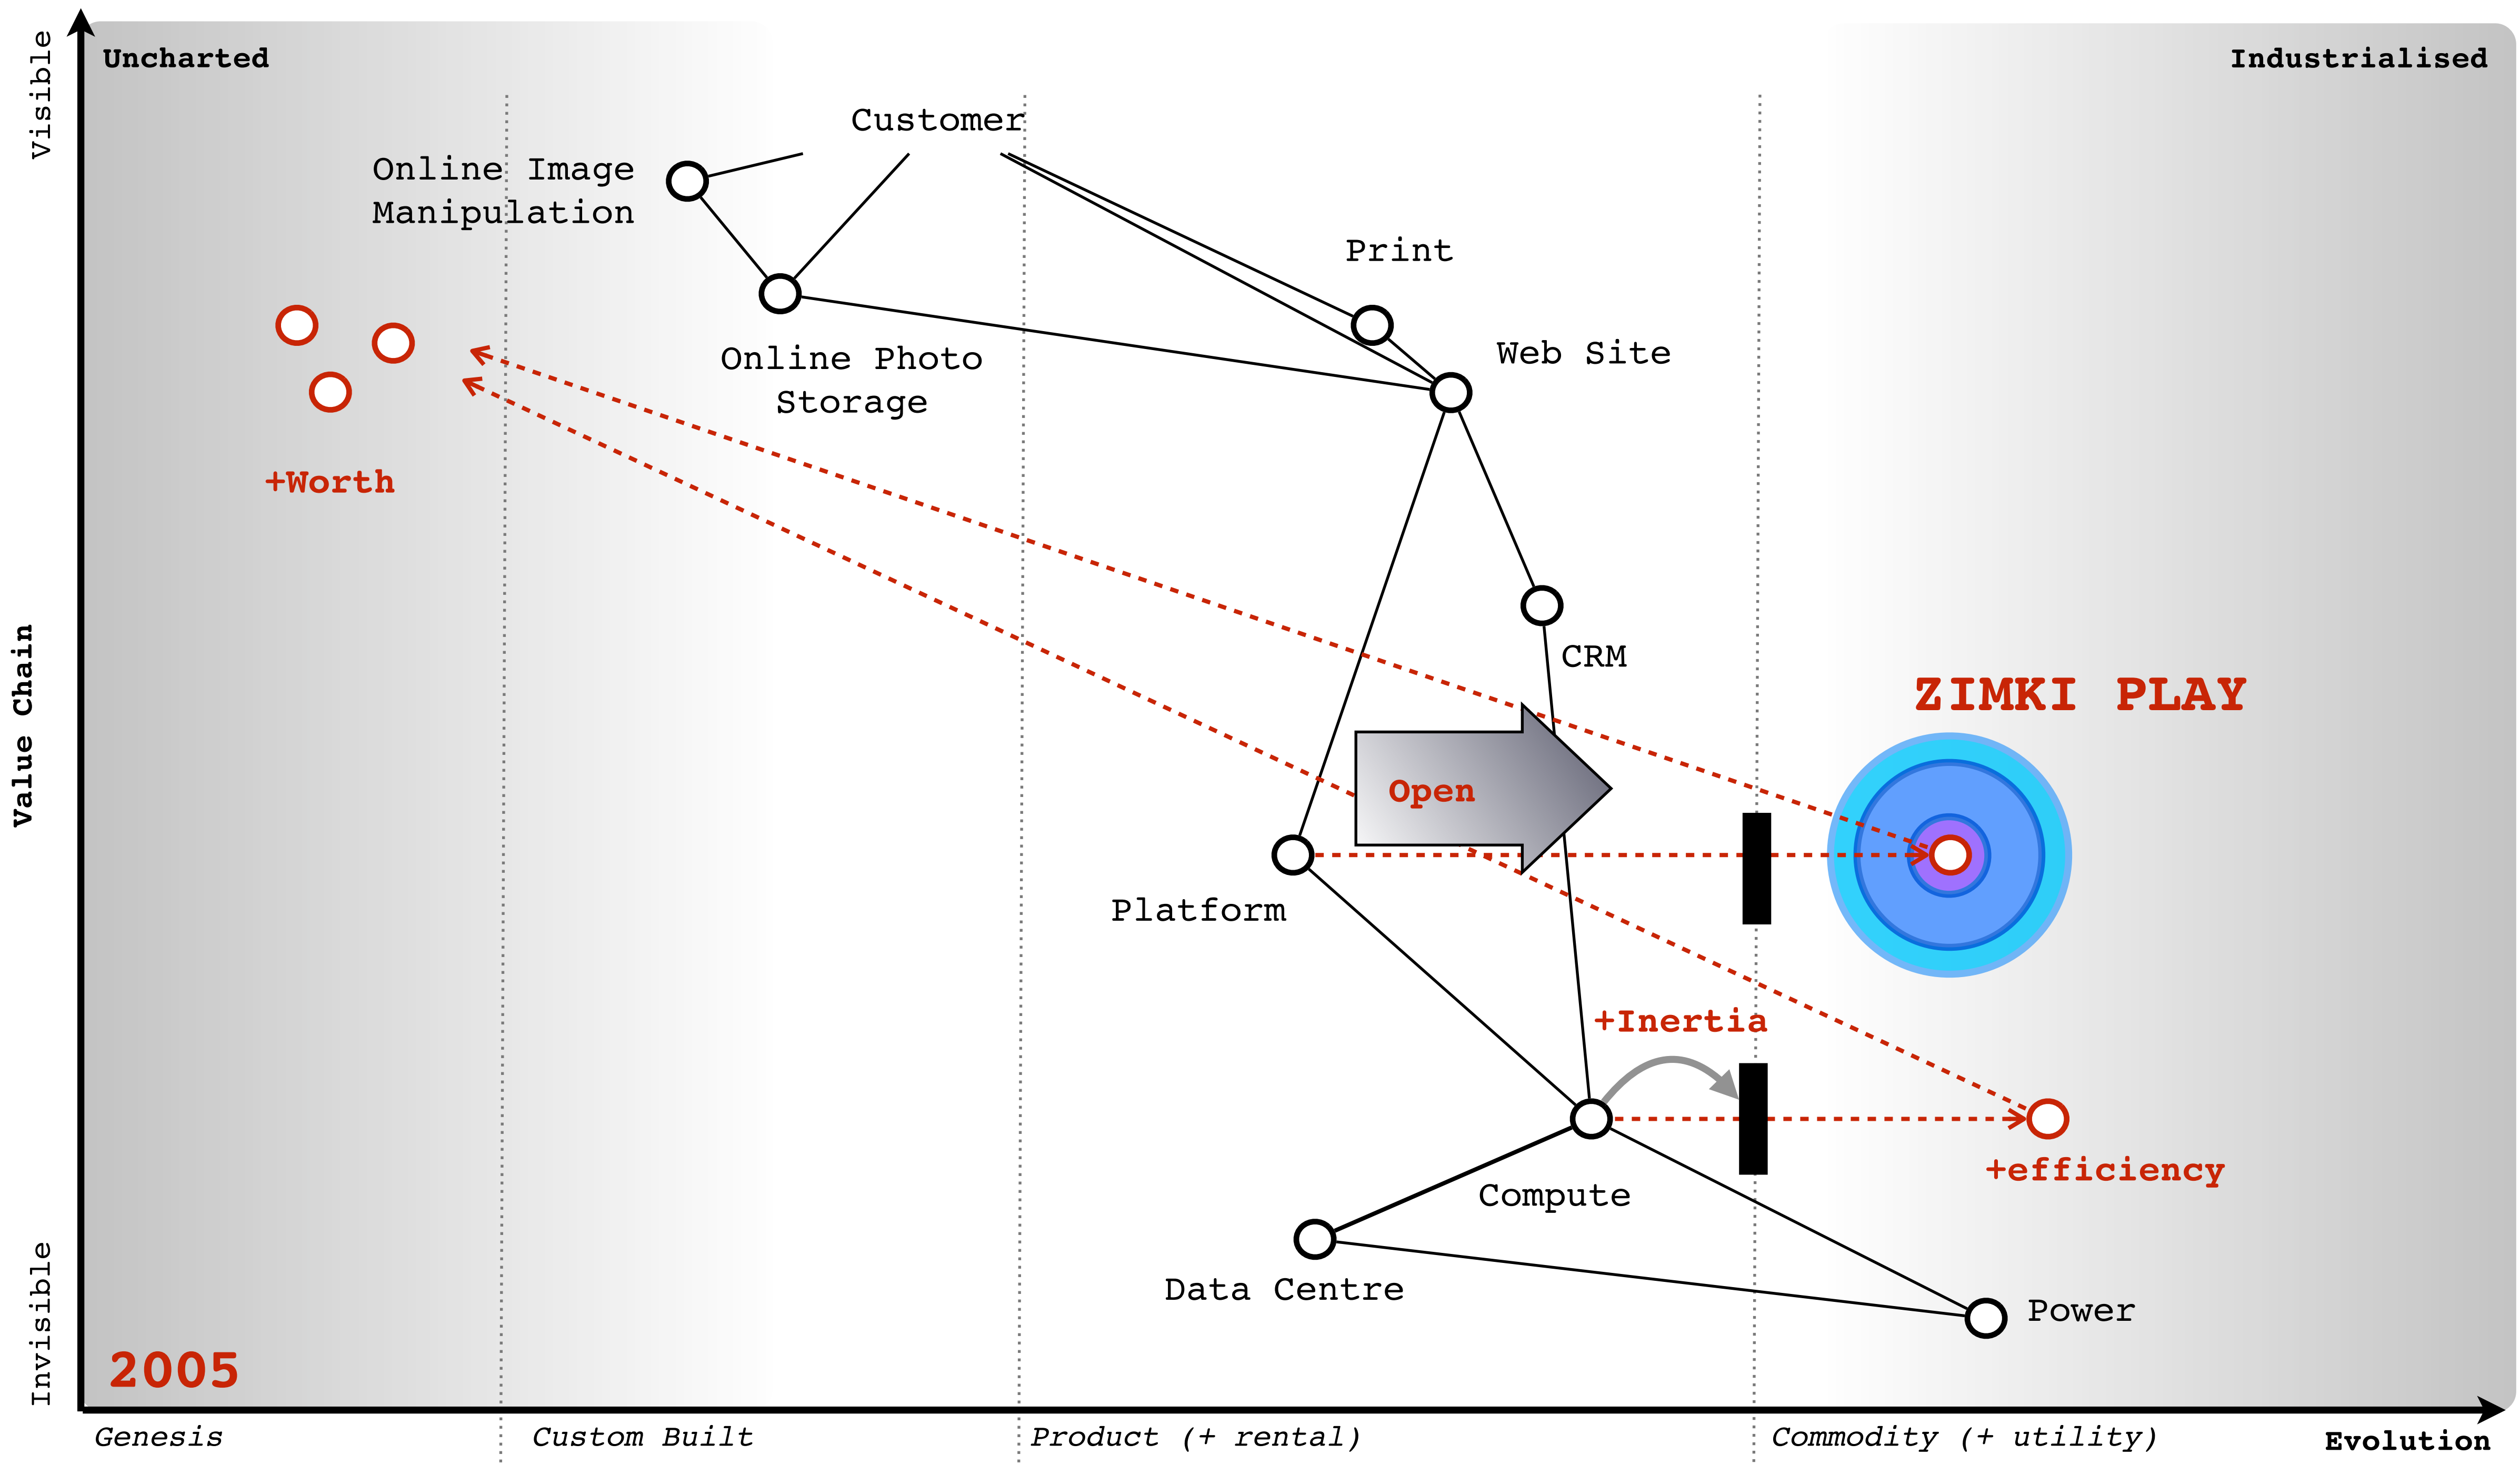 Uncharted
Industrialised
Visible
Customer
Online Image
Manipulation
Print
Web Site
Online Photo
Storage
+Worth
Value Chain
CRM
ZIMKI PLAY
Open
Platform
+Inertia
+efficiency
Compute
Data Centre
Power
Invisible
2005
Genesis
Custom Built
Product (+ rental)
Commodity (+ utility)
Evolution